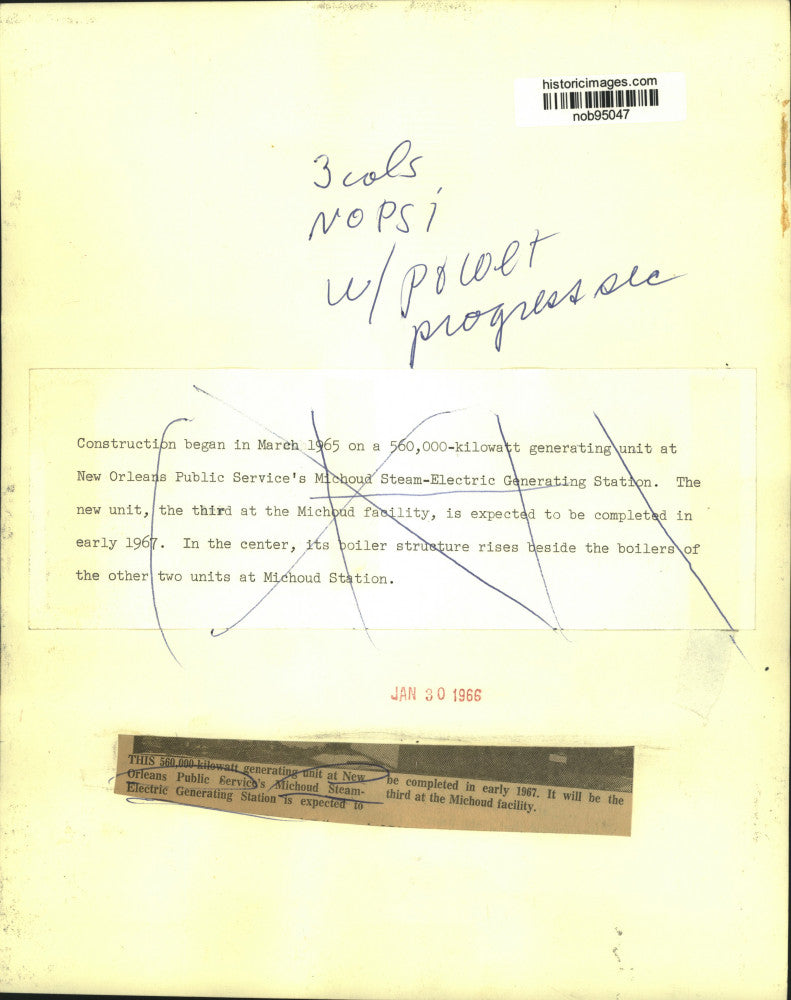 historicimages.com
nob95047
3 cols
NOPSI
w/ power
progress sec
Construction began in March 1965 on a 560,000-kilowatt generating unit at
New Orleans Public Service's Michoud Steam-Electric Generating Station. The
new unit, the third at the Michoud facility, is expected to be completed in
early 1967. In the center, its boiler structure rises beside the boilers of
the other two units at Michoud Station.
JAN 30 1966
THIS 560,000-kilowatt generating unit at New
Orleans Public Service's Michoud Steam-
Electric Generating Station is expected to
be completed in early 1967. It will be the
third at the Michoud facility.